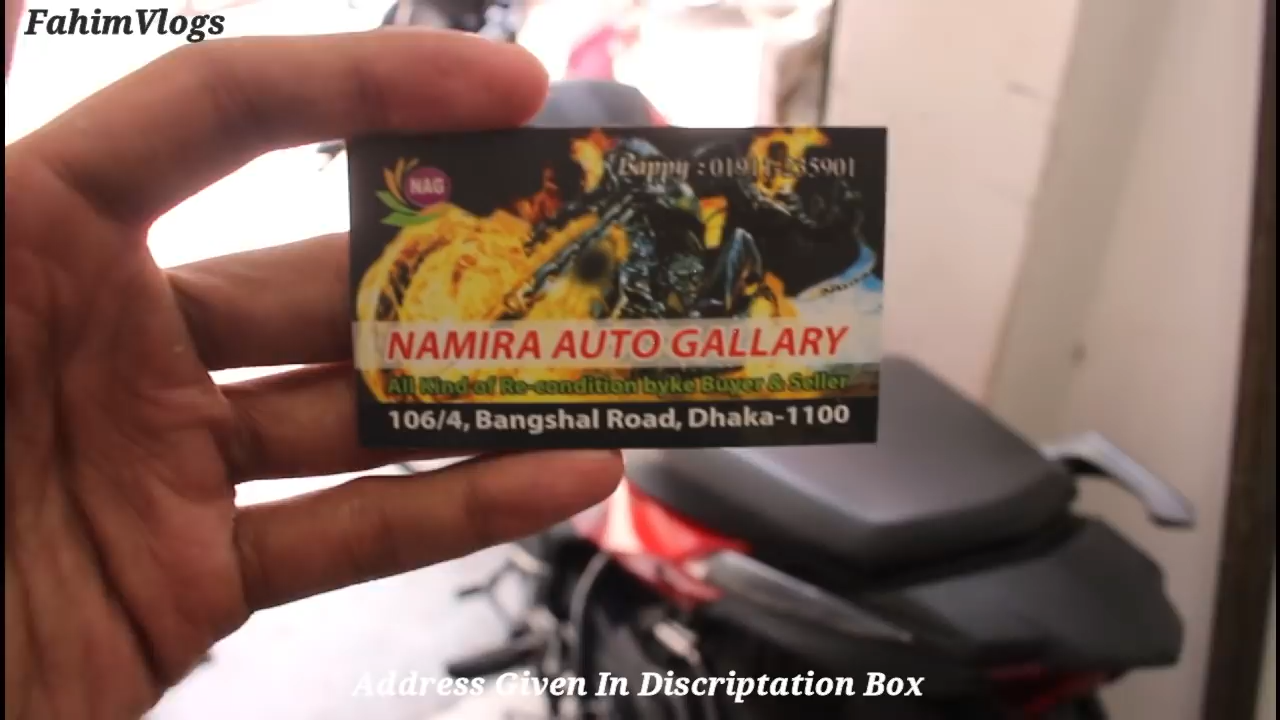 FahimVlogs
NAG
Bappy :
NAMIRA AUTO GALLARY
All Kind of Re-condition byke Buyer & Seller
106/4, Bangshal Road, Dhaka-1100
Address Given In Discriptation Box